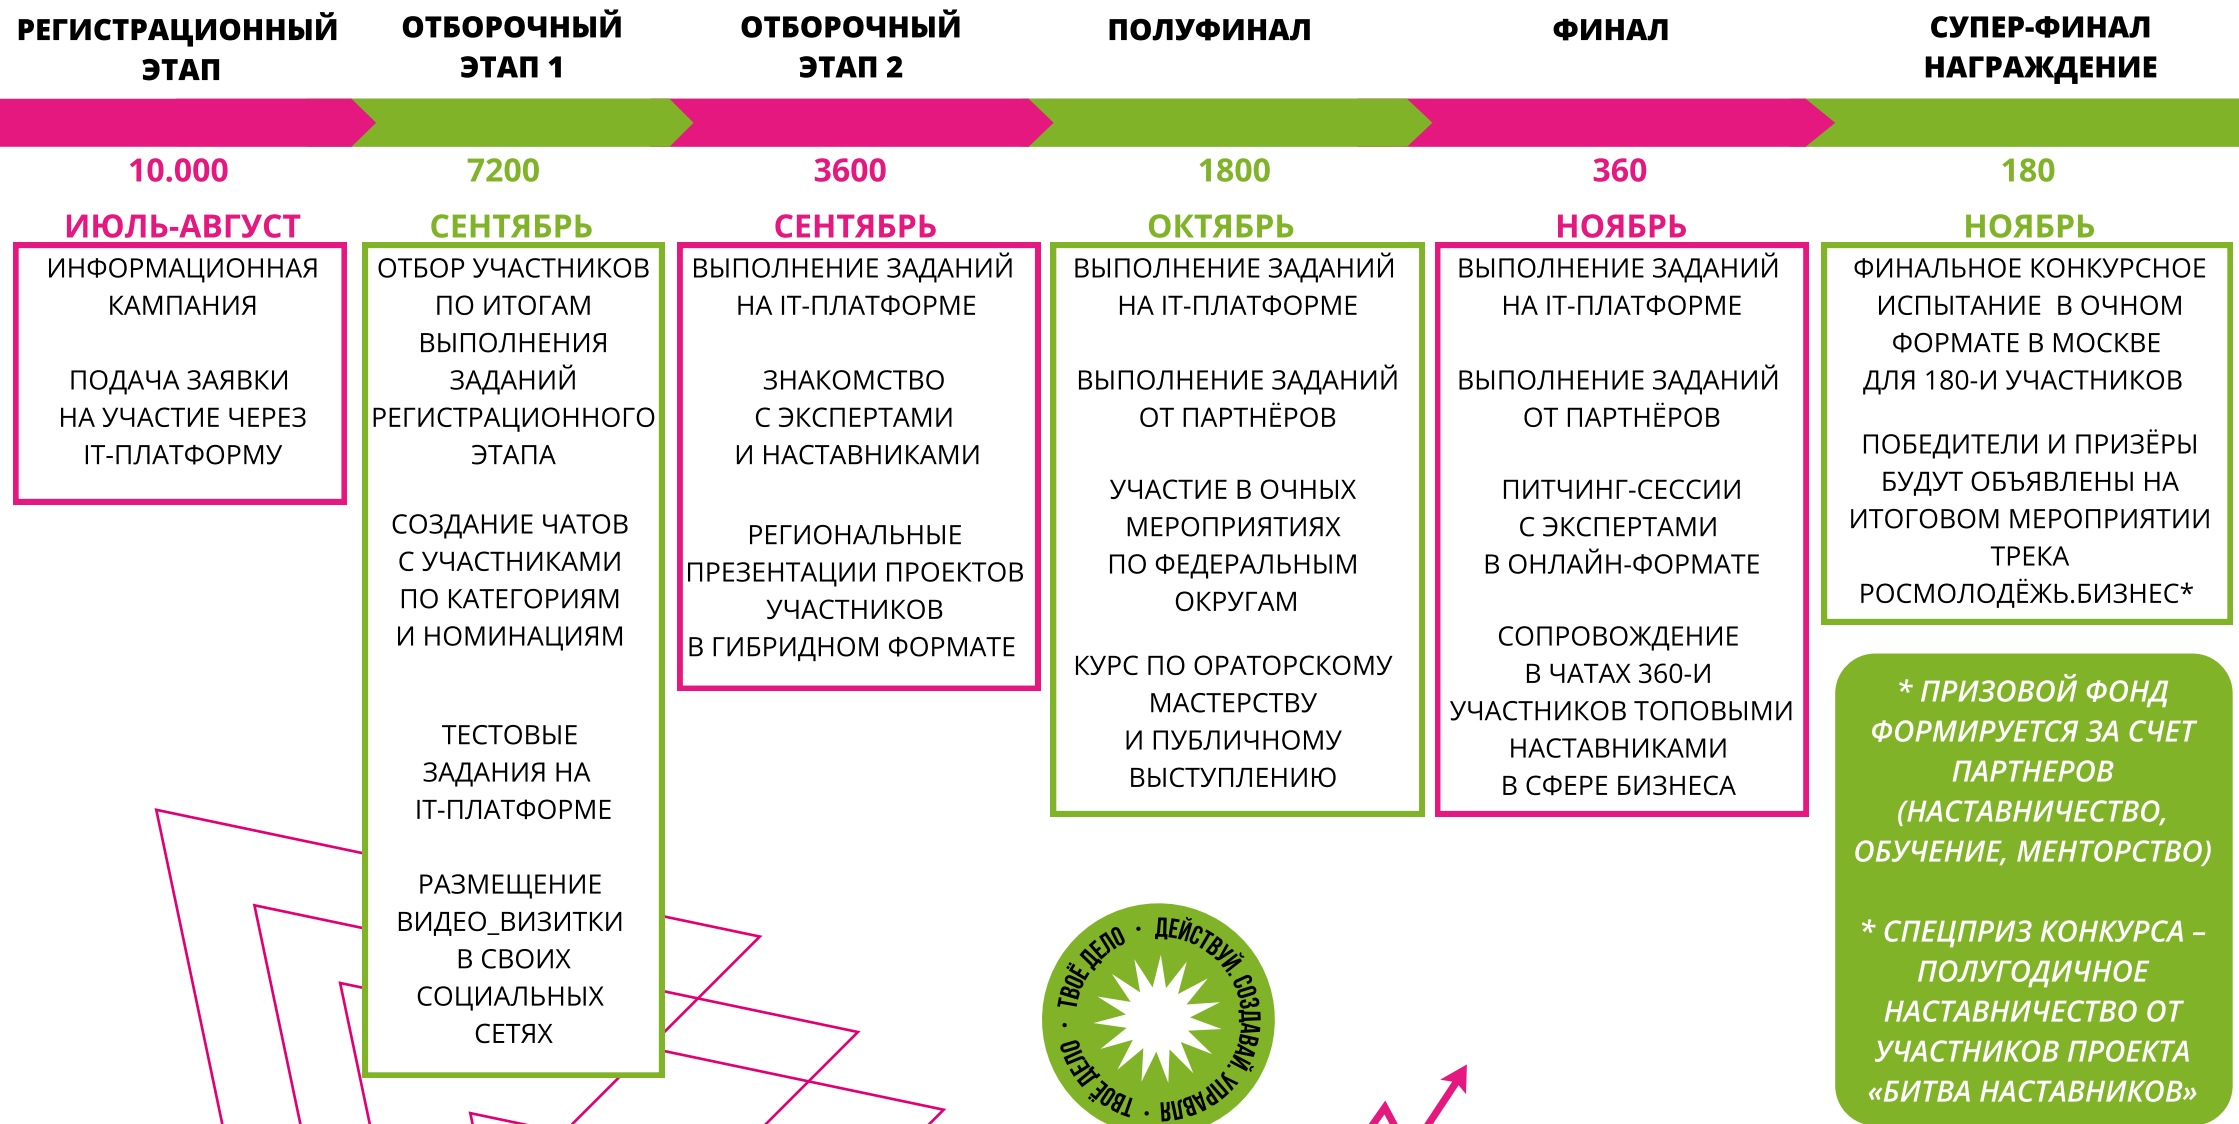 РЕГИСТРАЦИОННЫЙ
ЭТАП
10.000
ИЮЛЬ-АВГУСТ
ИНФОРМАЦИОННАЯ
КАМПАНИЯ
ПОДАЧА ЗАЯВКИ
НА УЧАСТИЕ ЧЕРЕЗ
IT-ПЛАТФОРМУ
ОТБОРОЧНЫЙ
ЭТАП 1
7200
СЕНТЯБРЬ
ОТБОР УЧАСТНИКОВ
ПО ИТОГАМ
ВЫПОЛНЕНИЯ
ЗАДАНИЙ
РЕГИСТРАЦИОННОГО
ЭТАПА
СОЗДАНИЕ ЧАТОВ
С УЧАСТНИКАМИ
ПО КАТЕГОРИЯМ
И НОМИНАЦИЯМ
ТЕСТОВЫЕ
ЗАДАНИЯ НА
IT-ПЛАТФОРМЕ
РАЗМЕЩЕНИЕ
ВИДЕО_ВИЗИТКИ
В СВОИХ
СОЦИАЛЬНЫХ
СЕТЯХ
ОТБОРОЧНЫЙ
ЭТАП 2
3600
СЕНТЯБРЬ
ВЫПОЛНЕНИЕ ЗАДАНИЙ
НА IT-ПЛАТФОРМЕ
ЗНАКОМСТВО
С ЭКСПЕРТАМИ
И НАСТАВНИКАМИ
РЕГИОНАЛЬНЫЕ
ПРЕЗЕНТАЦИИ ПРОЕКТОВ
УЧАСТНИКОВ
В ГИБРИДНОМ ФОРМАТЕ
ПОЛУФИНАЛ
1800
ОКТЯБРЬ
ВЫПОЛНЕНИЕ ЗАДАНИЙ
НА IT-ПЛАТФОРМЕ
ВЫПОЛНЕНИЕ ЗАДАНИЙ
ОТ ПАРТНЁРОВ
УЧАСТИЕ В ОЧНЫХ
МЕРОПРИЯТИЯХ
ПО ФЕДЕРАЛЬНЫМ
ОКРУГАМ
КУРС ПО ОРАТОРСКОМУ
МАСТЕРСТВУ
И ПУБЛИЧНОМУ
ВЫСТУПЛЕНИЮ
ФИНАЛ
360
НОЯБРЬ
ВЫПОЛНЕНИЕ ЗАДАНИЙ
НА IT-ПЛАТФОРМЕ
ВЫПОЛНЕНИЕ ЗАДАНИЙ
ОТ ПАРТНЁРОВ
ПИТЧИНГ-СЕССИИ
С ЭКСПЕРТАМИ
В ОНЛАЙН-ФОРМАТЕ
СОПРОВОЖДЕНИЕ
В ЧАТАХ 360-И
УЧАСТНИКОВ ТОПОВЫМИ
НАСТАВНИКАМИ
В СФЕРЕ БИЗНЕСА
СУПЕР-ФИНАЛ
НАГРАЖДЕНИЕ
180
НОЯБРЬ
ФИНАЛЬНОЕ КОНКУРСНОЕ
ИСПЫТАНИЕ В ОЧНОМ
ФОРМАТЕ В МОСКВЕ
ДЛЯ 180-И УЧАСТНИКОВ
ПОБЕДИТЕЛИ И ПРИЗЁРЫ
БУДУТ ОБЪЯВЛЕНЫ НА
ИТОГОВОМ МЕРОПРИЯТИИ
ТРЕКА
РОСМОЛОДЁЖЬ.БИЗНЕС*
* ПРИЗОВОЙ ФОНД
ФОРМИРУЕТСЯ ЗА СЧЕТ
ПАРТНЕРОВ
(НАСТАВНИЧЕСТВО,
ОБУЧЕНИЕ, МЕНТОРСТВО)
* СПЕЦПРИЗ КОНКУРСА –
ПОЛУГОДИЧНОЕ
НАСТАВНИЧЕСТВО ОТ
УЧАСТНИКОВ ПРОЕКТА
«БИТВА НАСТАВНИКОВ»
ДЕЙСТВУЙ. СОЗДАВАЙ. УПРАВЛЯ · ТВОЁ ДЕЛО · ТВОЁ ДЕЛО ·